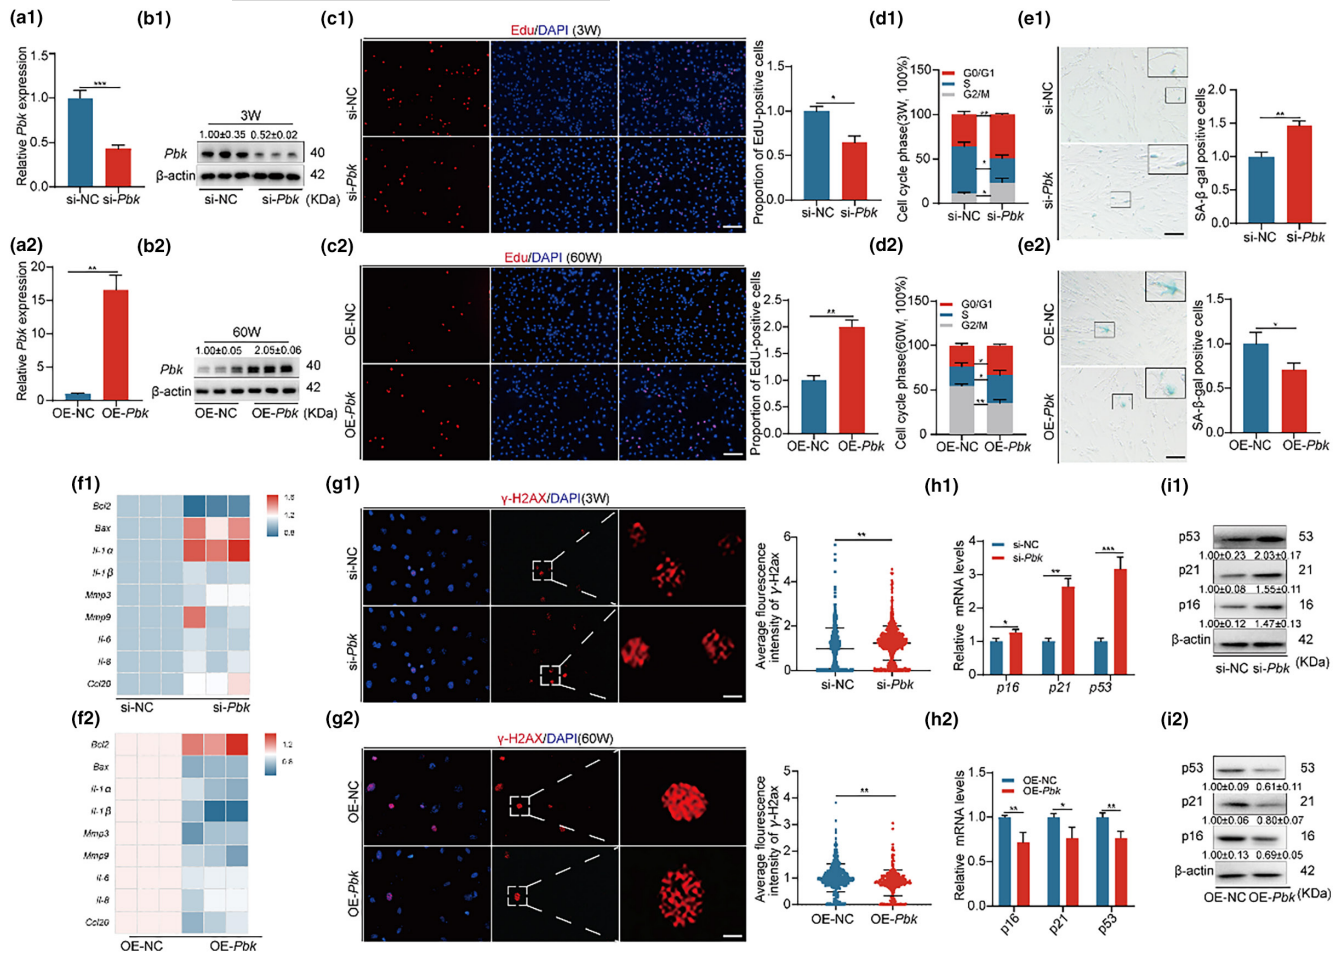 (a1)
Relative Pbk expression
1.5
1.0
0.5
0.0
***
si-NC si-Pbk
(b1)
3W
1.00±0.35 0.52±0.02
Pbk 40
β-actin 42
si-NC si-Pbk (KDa)
(c1)
Edu/DAPI (3W)
si-NC
si-Pbk
Proportion of EdU-positive cells
1.5
1.0
0.5
0.0
*
si-NC si-Pbk
(d1)
Cell cycle phase(3W, 100%)
150
100
50
0
G0/G1
S
G2/M
**
*
*
si-NC si-Pbk
(e1)
si-NC
si-Pbk
SA-β-gal positive cells
2.0
1.5
1.0
0.5
0.0
**
si-NC si-Pbk
(a2)
Relative Pbk expression
20
15
10
5
0
**
OE-NC OE-Pbk
(b2)
60W
1.00±0.05 2.05±0.06
Pbk 40
β-actin 42
OE-NC OE-Pbk (KDa)
(c2)
Edu/DAPI (60W)
OE-NC
OE-Pbk
Proportion of EdU-positive cells
2.5
2.0
1.5
1.0
0.5
0.0
**
OE-NC OE-Pbk
(d2)
Cell cycle phase(60W, 100%)
150
100
50
0
G0/G1
S
G2/M
*
*
**
OE-NC OE-Pbk
(e2)
OE-NC
OE-Pbk
SA-β-gal positive cells
1.5
1.0
0.5
0.0
*
OE-NC OE-Pbk
(f1)
Bcl2
Bax
Il-1α
Il-1β
Mmp3
Mmp9
Il-6
Il-8
Ccl20
1.6
0.8
si-NC si-Pbk
(g1)
γ-H2AX/DAPI(3W)
si-NC
si-Pbk
Average flourescence
intensity of γ-H2ax
6
4
2
0
**
si-NC si-Pbk
(h1)
Relative mRNA levels
4
3
2
1
0
si-NC
si-Pbk
*
**
***
p16 p21 p53
(i1)
p53 53
1.00±0.23 2.03±0.17
p21 21
1.00±0.08 1.55±0.11
p16 16
1.00±0.12 1.47±0.13
β-actin 42
si-NC si-Pbk (KDa)
(f2)
Bcl2
Bax
Il-1α
Il-1β
Mmp3
Mmp9
Il-6
Il-8
Ccl20
1.2
0.8
OE-NC OE-Pbk
(g2)
γ-H2AX/DAPI(60W)
OE-NC
OE-Pbk
Average flourescence
intensity of γ-H2ax
5
4
3
2
1
0
**
OE-NC OE-Pbk
(h2)
Relative mRNA levels
1.5
1.0
0.5
0.0
OE-NC
OE-Pbk
**
*
**
p16 p21 p53
(i2)
p53 53
1.00±0.09 0.61±0.11
p21 21
1.00±0.06 0.80±0.07
p16 16
1.00±0.13 0.69±0.05
β-actin 42
OE-NC OE-Pbk (KDa)